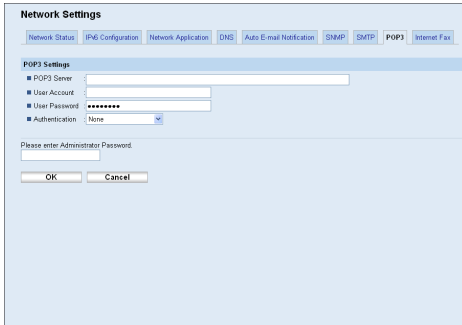 Network Settings
Network Status IPv6 Configuration Network Application DNS Auto E-mail Notification SNMP SMTP POP3 Internet Fax
POP3 Settings
POP3 Server :
User Account :
User Password : ••••••••
Authentication : None
Please enter Administrator Password.
OK Cancel